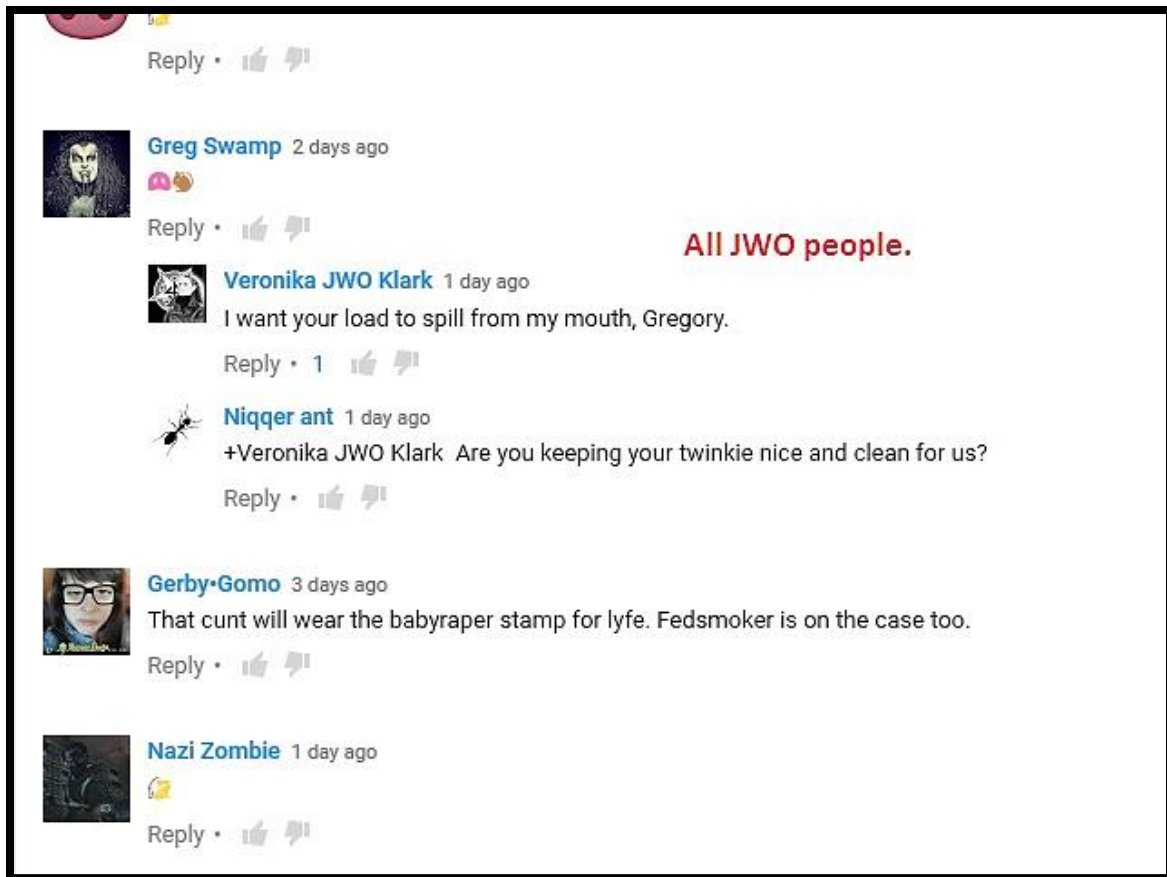 Reply •
Greg Swamp 2 days ago
Reply •
All JWO people.
Veronika JWO Klark 1 day ago
I want your load to spill from my mouth, Gregory.
Reply • 1
Niqqer ant 1 day ago
+Veronika JWO Klark Are you keeping your twinkie nice and clean for us?
Reply •
Gerby•Gomo 3 days ago
That cunt will wear the babyraper stamp for lyfe. Fedsmoker is on the case too.
Reply •
Nazi Zombie 1 day ago
Reply •